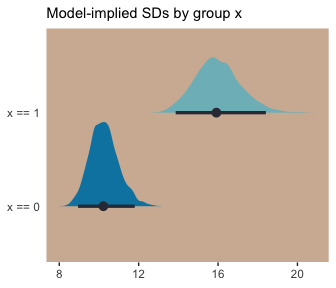 Model-implied SDs by group x
x == 1
x == 0
8 12 16 20